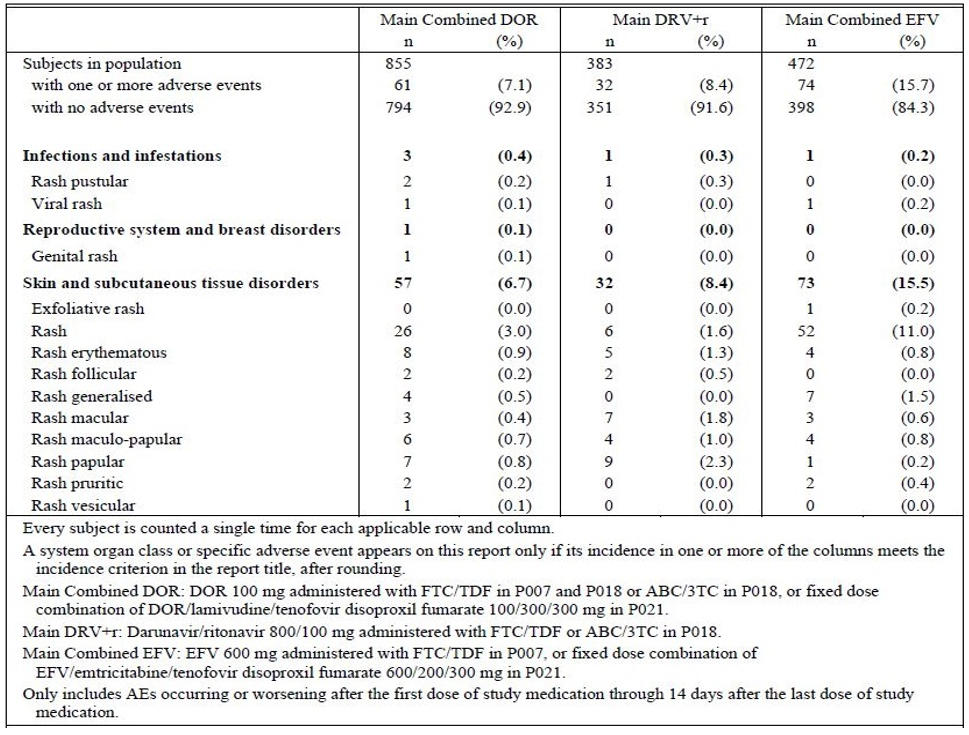 Main Combined DOR Main DRV+r Main Combined EFV
n (%) n (%) n (%)
Subjects in population 855 383 472
with one or more adverse events 61 (7.1) 32 (8.4) 74 (15.7)
with no adverse events 794 (92.9) 351 (91.6) 398 (84.3)
Infections and infestations 3 (0.4) 1 (0.3) 1 (0.2)
Rash pustular 2 (0.2) 1 (0.3) 0 (0.0)
Viral rash 1 (0.1) 0 (0.0) 1 (0.2)
Reproductive system and breast disorders 1 (0.1) 0 (0.0) 0 (0.0)
Genital rash 1 (0.1) 0 (0.0) 0 (0.0)
Skin and subcutaneous tissue disorders 57 (6.7) 32 (8.4) 73 (15.5)
Exfoliative rash 0 (0.0) 0 (0.0) 1 (0.2)
Rash 26 (3.0) 6 (1.6) 52 (11.0)
Rash erythematous 8 (0.9) 5 (1.3) 4 (0.8)
Rash follicular 2 (0.2) 2 (0.5) 0 (0.0)
Rash generalised 4 (0.5) 0 (0.0) 7 (1.5)
Rash macular 3 (0.4) 7 (1.8) 3 (0.6)
Rash maculo-papular 6 (0.7) 4 (1.0) 4 (0.8)
Rash papular 7 (0.8) 9 (2.3) 1 (0.2)
Rash pruritic 2 (0.2) 0 (0.0) 2 (0.4)
Rash vesicular 1 (0.1) 0 (0.0) 0 (0.0)
Every subject is counted a single time for each applicable row and column.
A system organ class or specific adverse event appears on this report only if its incidence in one or more of the columns meets the
incidence criterion in the report title, after rounding.
Main Combined DOR: DOR 100 mg administered with FTC/TDF in P007 and P018 or ABC/3TC in P018, or fixed dose
combination of DOR/lamivudine/tenofovir disoproxil fumarate 100/300/300 mg in P021.
Main DRV+r: Darunavir/ritonavir 800/100 mg administered with FTC/TDF or ABC/3TC in P018.
Main Combined EFV: EFV 600 mg administered with FTC/TDF in P007, or fixed dose combination of
EFV/emtricitabine/tenofovir disoproxil fumarate 600/200/300 mg in P021.
Only includes AEs occurring or worsening after the first dose of study medication through 14 days after the last dose of study
medication.